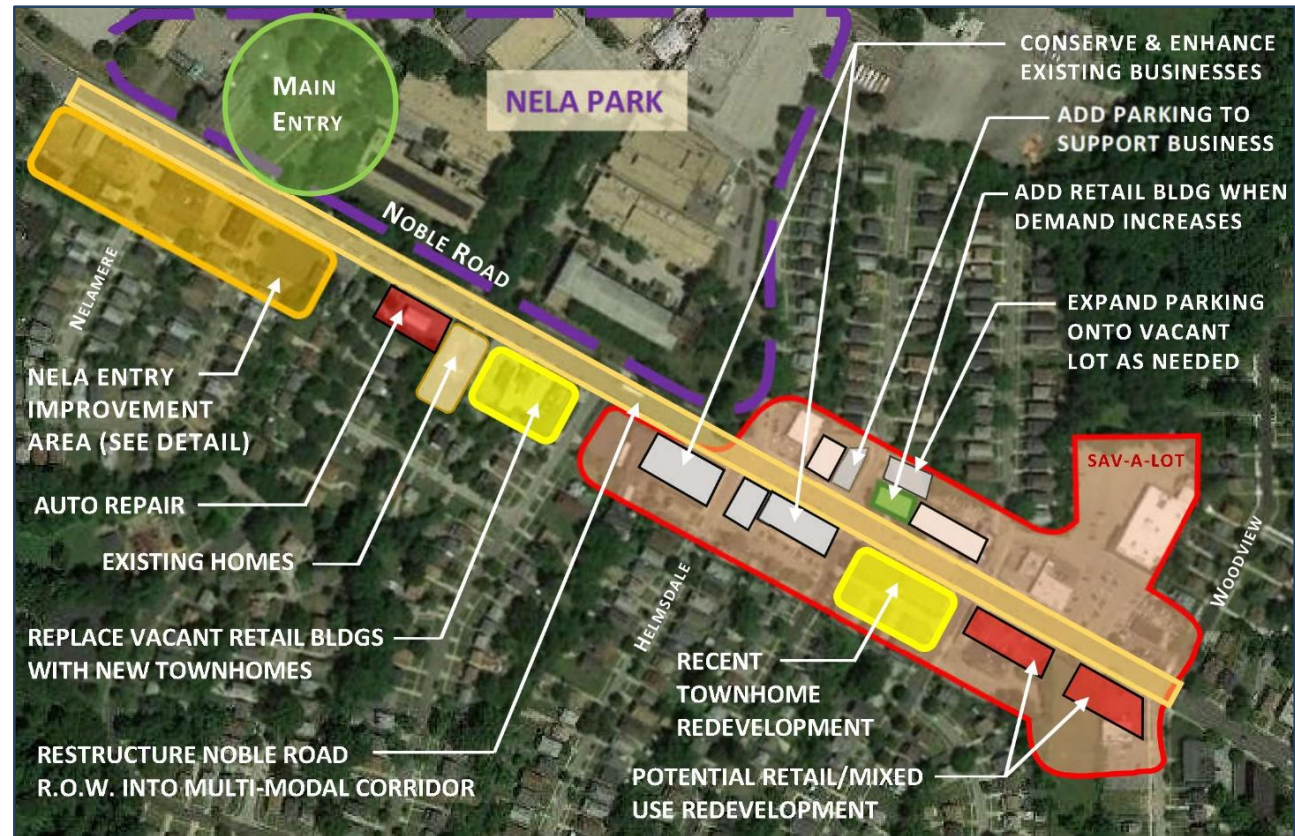 MAIN
ENTRY
NELA PARK
NOBLE ROAD
CONSERVE & ENHANCE
EXISTING BUSINESSES
ADD PARKING TO
SUPPORT BUSINESS
ADD RETAIL BLDG WHEN
DEMAND INCREASES
EXPAND PARKING
ONTO VACANT
LOT AS NEEDED
SAV-A-LOT
WOODVIEW
NELAMERE
NELA ENTRY
IMPROVEMENT
AREA (SEE DETAIL)
AUTO REPAIR
EXISTING HOMES
REPLACE VACANT RETAIL BLDGS
WITH NEW TOWNHOMES
RESTRUCTURE NOBLE ROAD
R.O.W. INTO MULTI-MODAL CORRIDOR
HELMSDALE
RECENT
TOWNHOME
REDEVELOPMENT
POTENTIAL RETAIL/MIXED
USE REDEVELOPMENT